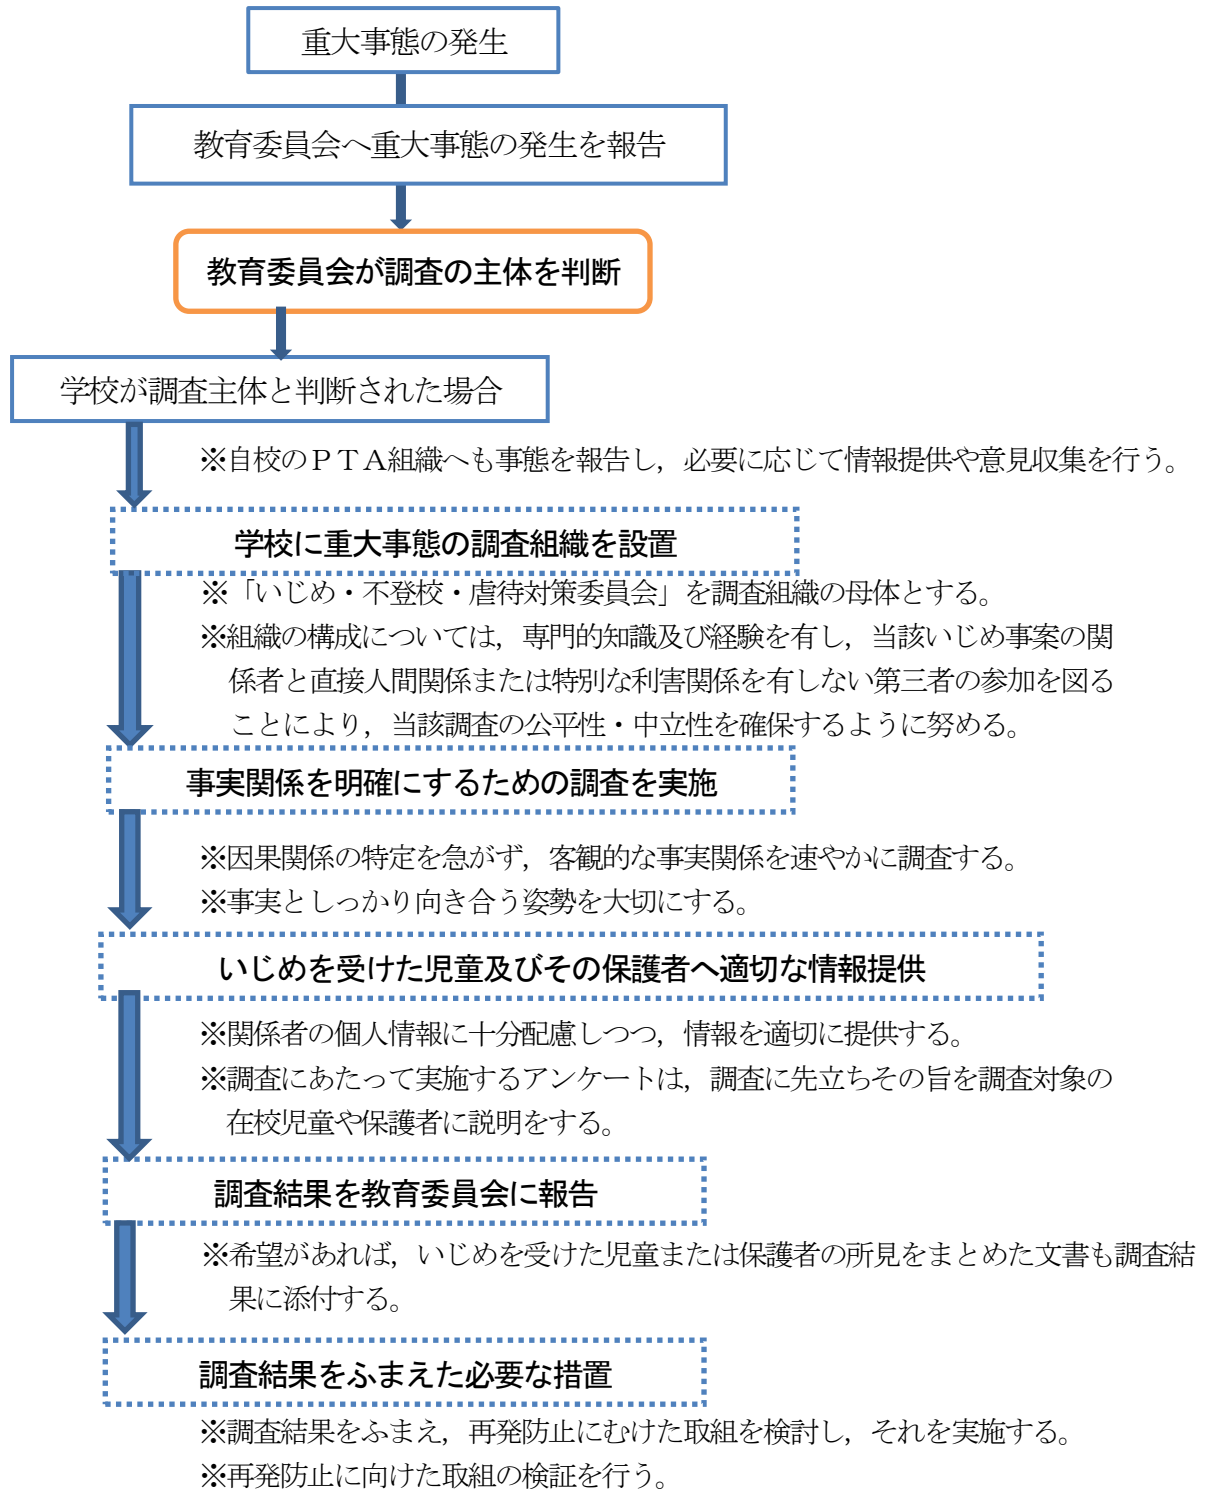 重大事態の発生
教育委員会へ重大事態の発生を報告
教育委員会が調査の主体を判断
学校が調査主体と判断された場合
※自校のＰＴＡ組織へも事態を報告し，必要に応じて情報提供や意見収集を行う。
学校に重大事態の調査組織を設置
※「いじめ・不登校・虐待対策委員会」を調査組織の母体とする。
※組織の構成については，専門的知識及び経験を有し，当該いじめ事案の関
係者と直接人間関係または特別な利害関係を有しない第三者の参加を図る
ことにより，当該調査の公平性・中立性を確保するように努める。
事実関係を明確にするための調査を実施
※因果関係の特定を急がず，客観的な事実関係を速やかに調査する。
※事実としっかり向き合う姿勢を大切にする。
いじめを受けた児童及びその保護者へ適切な情報提供
※関係者の個人情報に十分配慮しつつ，情報を適切に提供する。
※調査にあたって実施するアンケートは，調査に先立ちその旨を調査対象の
在校児童や保護者に説明をする。
調査結果を教育委員会に報告
※希望があれば，いじめを受けた児童または保護者の所見をまとめた文書も調査結
果に添付する。
調査結果をふまえた必要な措置
※調査結果をふまえ，再発防止にむけた取組を検討し，それを実施する。
※再発防止に向けた取組の検証を行う。